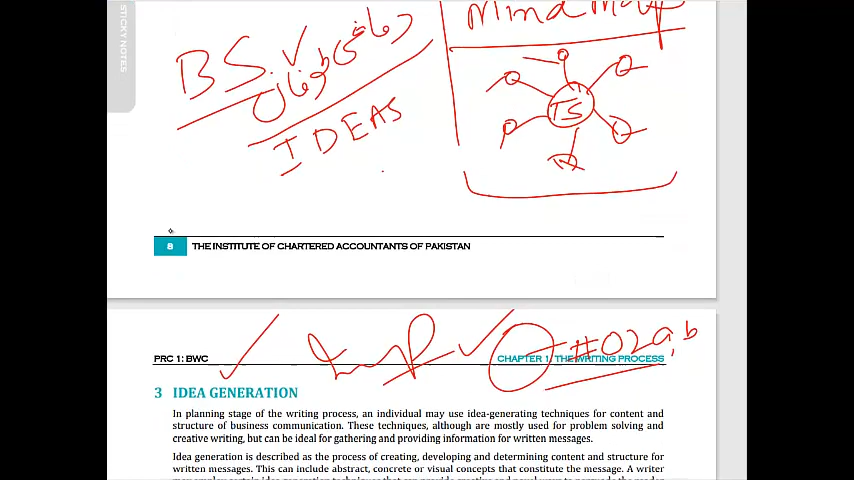 STICKY NOTES
Mind Map
B S. دماغی طوفان
IDEAS
TS
8 THE INSTITUTE OF CHARTERED ACCOUNTANTS OF PAKISTAN
PRC 1: BWC
CHAPTER 1: THE WRITING PROCESS
Imp
#02a,b
3 IDEA GENERATION
In planning stage of the writing process, an individual may use idea-generating techniques for content and
structure of business communication. These techniques, although are mostly used for problem solving and
creative writing, but can be ideal for gathering and providing information for written messages.
Idea generation is described as the process of creating, developing and determining content and structure for
written messages. This can include abstract, concrete or visual concepts that constitute the message. A writer